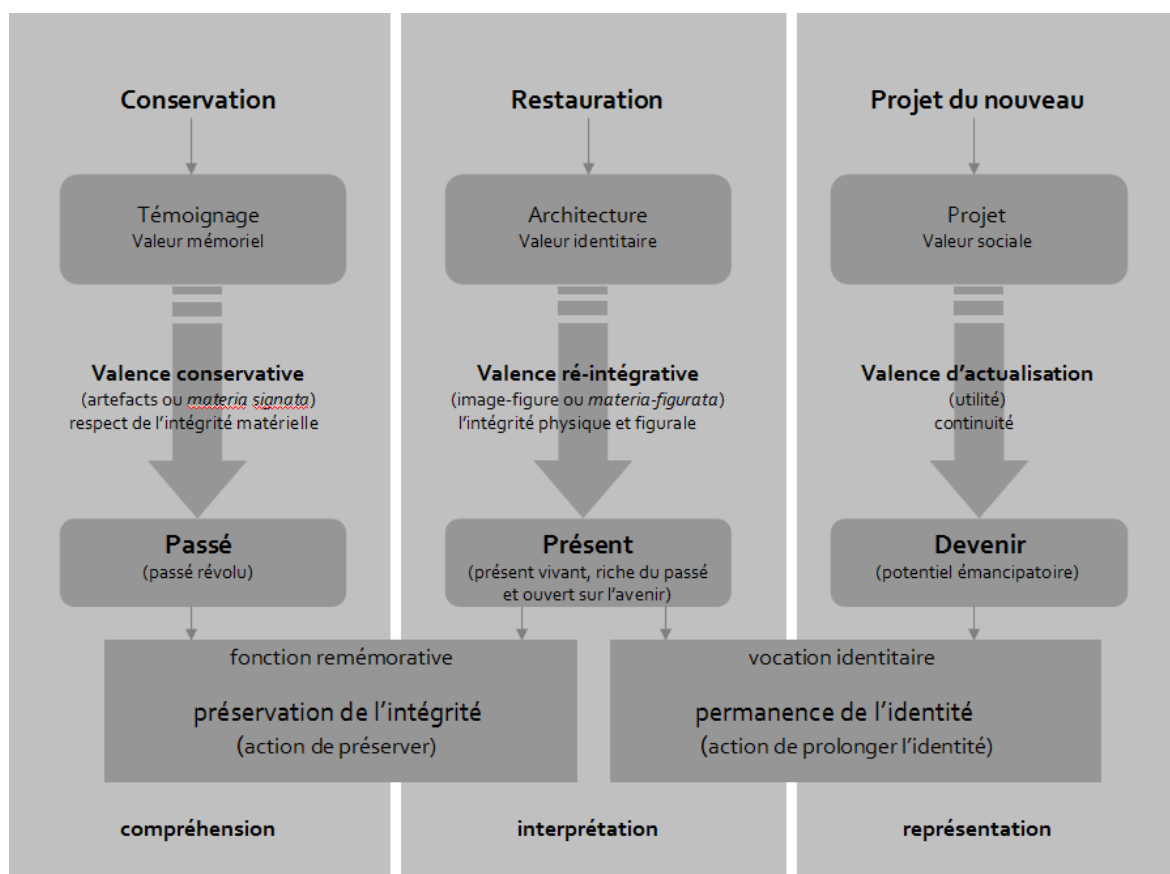 Conservation
Témoignage
Valeur mémoriel
Valence conservative
(artefacts ou materia signata)
respect de l'intégrité matérielle
Passé
(passé révolu)
Restauration
Architecture
Valeur identitaire
Valence ré-intégrative
(image-figure ou materia-figurata)
l'intégrité physique et figurale
Présent
(présent vivant, riche du passé
et ouvert sur l'avenir)
Projet du nouveau
Projet
Valeur sociale
Valence d'actualisation
(utilité)
continuité
Devenir
(potentiel émancipatoire)
fonction remémorative
préservation de l'intégrité
(action de préserver)
vocation identitaire
permanence de l'identité
(action de prolonger l'identité)
compréhension
interprétation
représentation